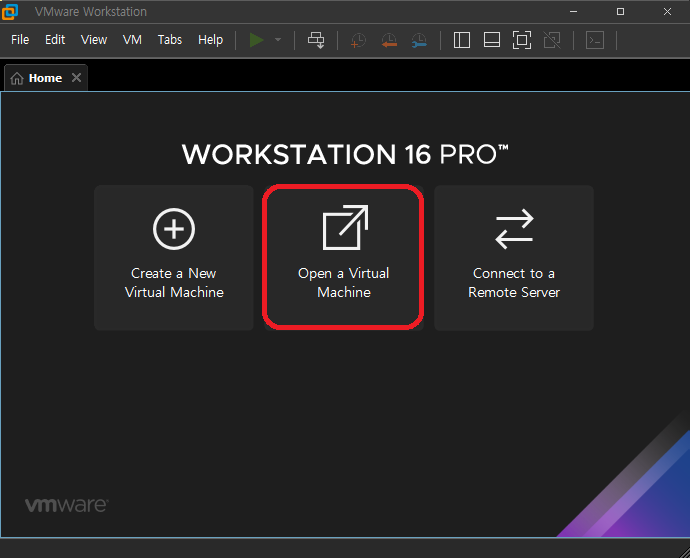 VMware Workstation
File Edit View VM Tabs Help
Home
WORKSTATION 16 PRO™
Create a New
Virtual Machine
Open a Virtual
Machine
Connect to a
Remote Server
vmware®